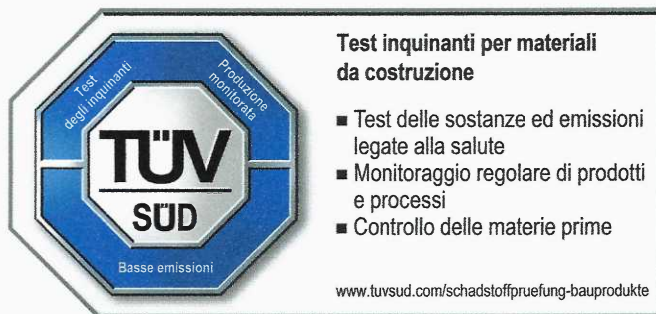 Test
degli inquinanti
Produzione
monitorata
TÜV
SÜD
Basse emissioni
Test inquinanti per materiali
da costruzione
■ Test delle sostanze ed emissioni
legate alla salute
■ Monitoraggio regolare di prodotti
e processi
■ Controllo delle materie prime
www.tuvsud.com/schadstoffpruefung-bauprodukte